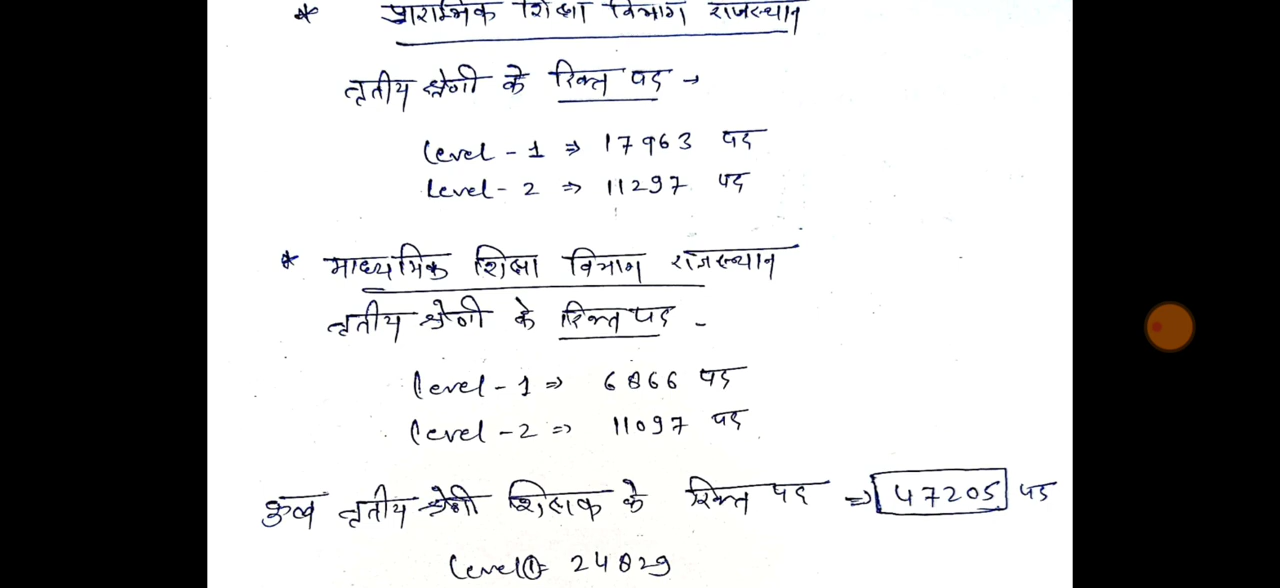 * प्रारम्भिक शिक्षा विभाग राजस्थान
तृतीय श्रेणी के रिक्त पद →
Level - 1 ⇒ 17963 पद
Level - 2 ⇒ 11297 पद
* माध्यमिक शिक्षा विभाग राजस्थान
तृतीय श्रेणी के रिक्त पद -
Level - 1 ⇒ 6866 पद
Level - 2 ⇒ 11097 पद
कुल तृतीय श्रेणी शिक्षक के रिक्त पद ⇒ 47205 पद
Level① = 24829